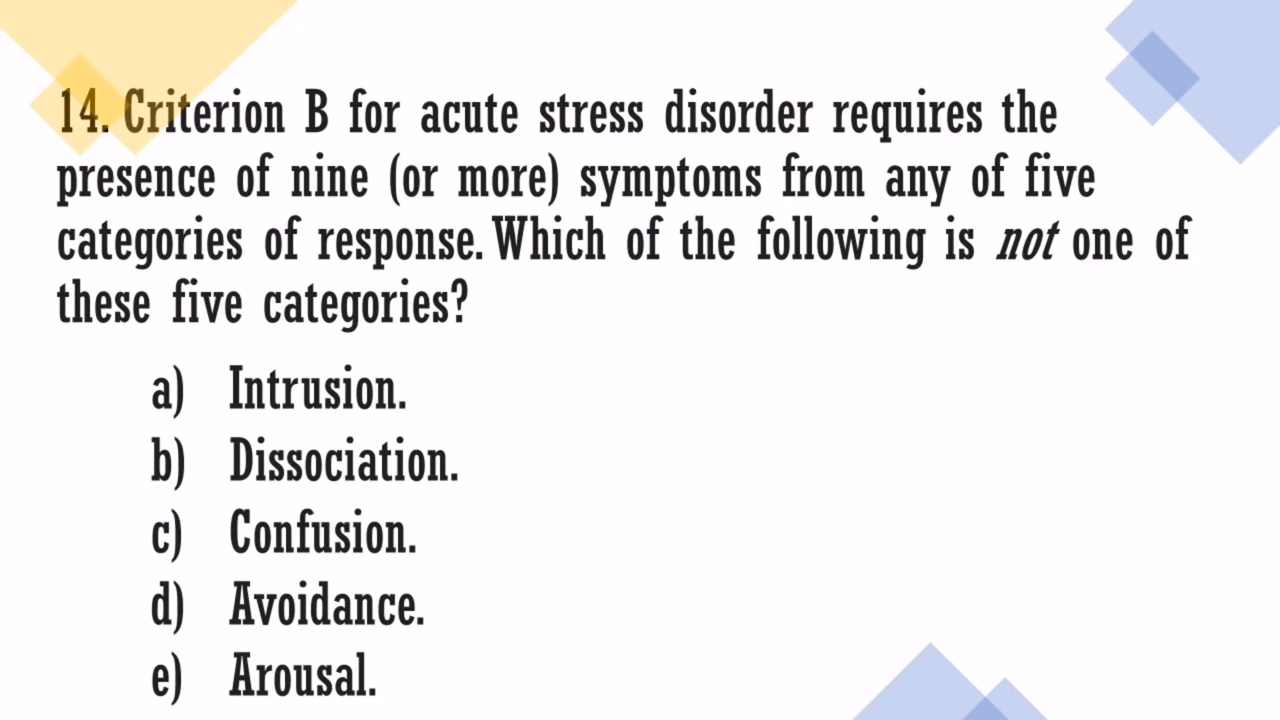 14. Criterion B for acute stress disorder requires the
presence of nine (or more) symptoms from any of five
categories of response. Which of the following is not one of
these five categories?
a) Intrusion.
b) Dissociation.
c) Confusion.
d) Avoidance.
e) Arousal.